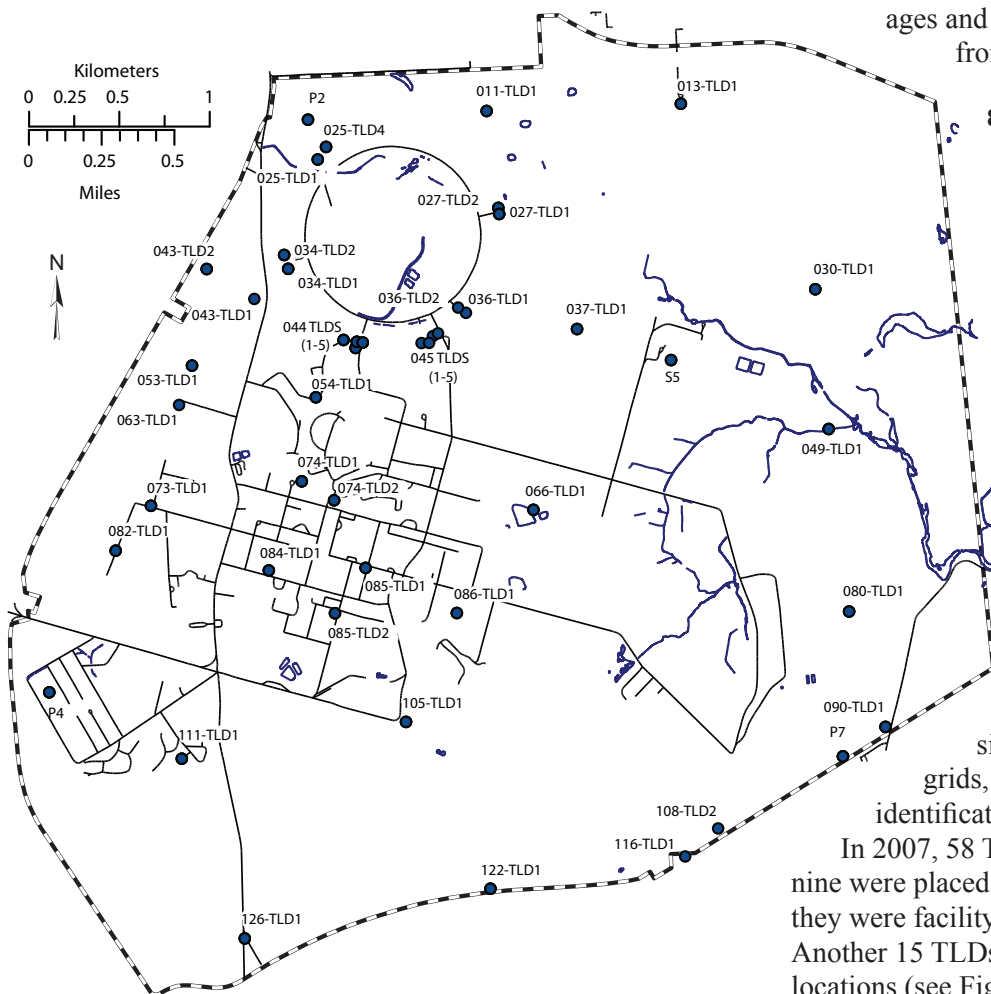 ages and
Kilometers
0 0.25 0.5 1
0 0.25 0.5
Miles
N
P2
011-TLD1
013-TLD1
025-TLD4
025-TLD1
027-TLD2
027-TLD1
043-TLD2
034-TLD2
034-TLD1
030-TLD1
043-TLD1
036-TLD2
036-TLD1
037-TLD1
044 TLDS
(1-5)
045 TLDS
(1-5)
S5
053-TLD1
054-TLD1
063-TLD1
049-TLD1
074-TLD1
074-TLD2
073-TLD1
066-TLD1
082-TLD1
084-TLD1
085-TLD1
086-TLD1
080-TLD1
085-TLD2
P4
105-TLD1
090-TLD1
111-TLD1
P7
108-TLD2
116-TLD1
122-TLD1
126-TLD1
grids,
In 2007, 58
nine were placed
they were facility
Another 15 TLDs
locations (see